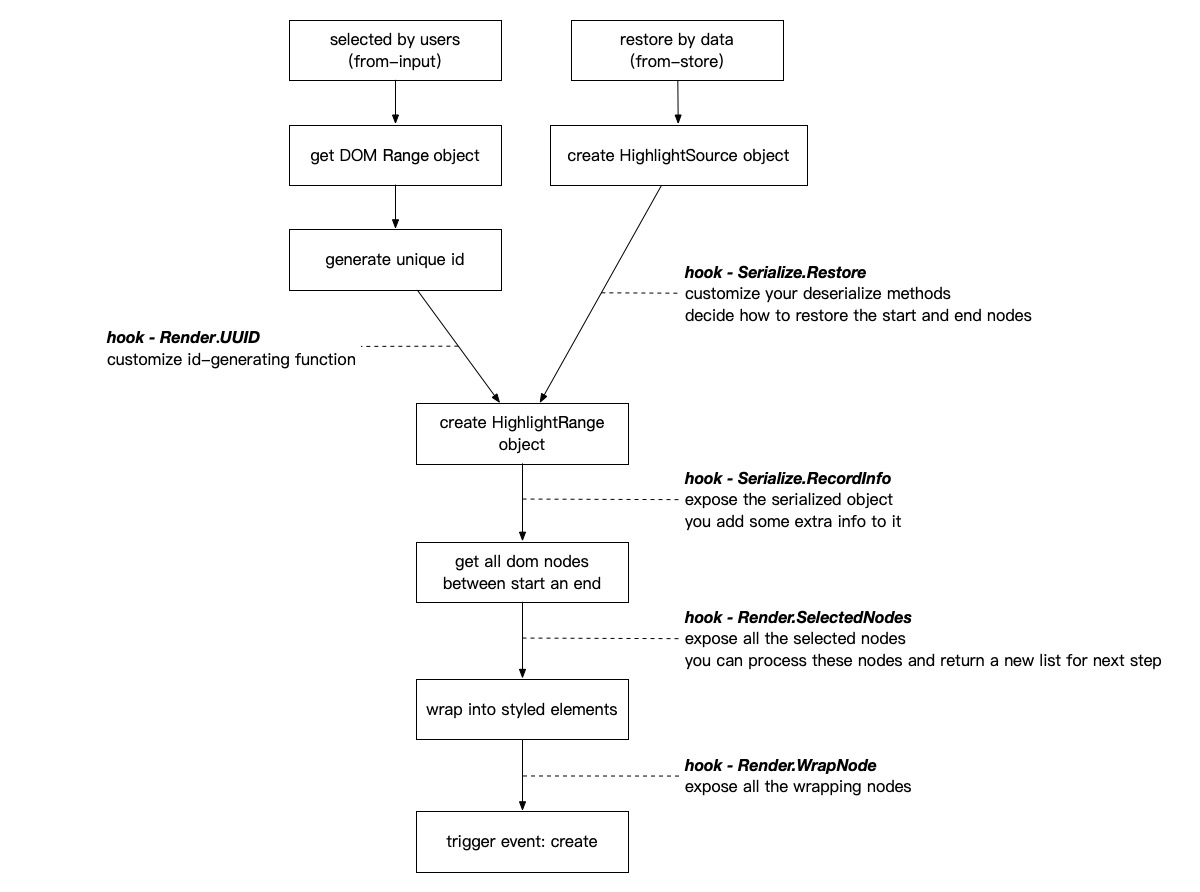 selected by users
(from-input)
restore by data
(from-store)
get DOM Range object
create HighlightSource object
generate unique id
hook - Serialize.Restore
customize your deserialize methods
decide how to restore the start and end nodes
hook - Render.UUID
customize id-generating function
create HighlightRange
object
hook - Serialize.RecordInfo
expose the serialized object
you add some extra info to it
get all dom nodes
between start an end
hook - Render.SelectedNodes
expose all the selected nodes
you can process these nodes and return a new list for next step
wrap into styled elements
hook - Render.WrapNode
expose all the wrapping nodes
trigger event: create